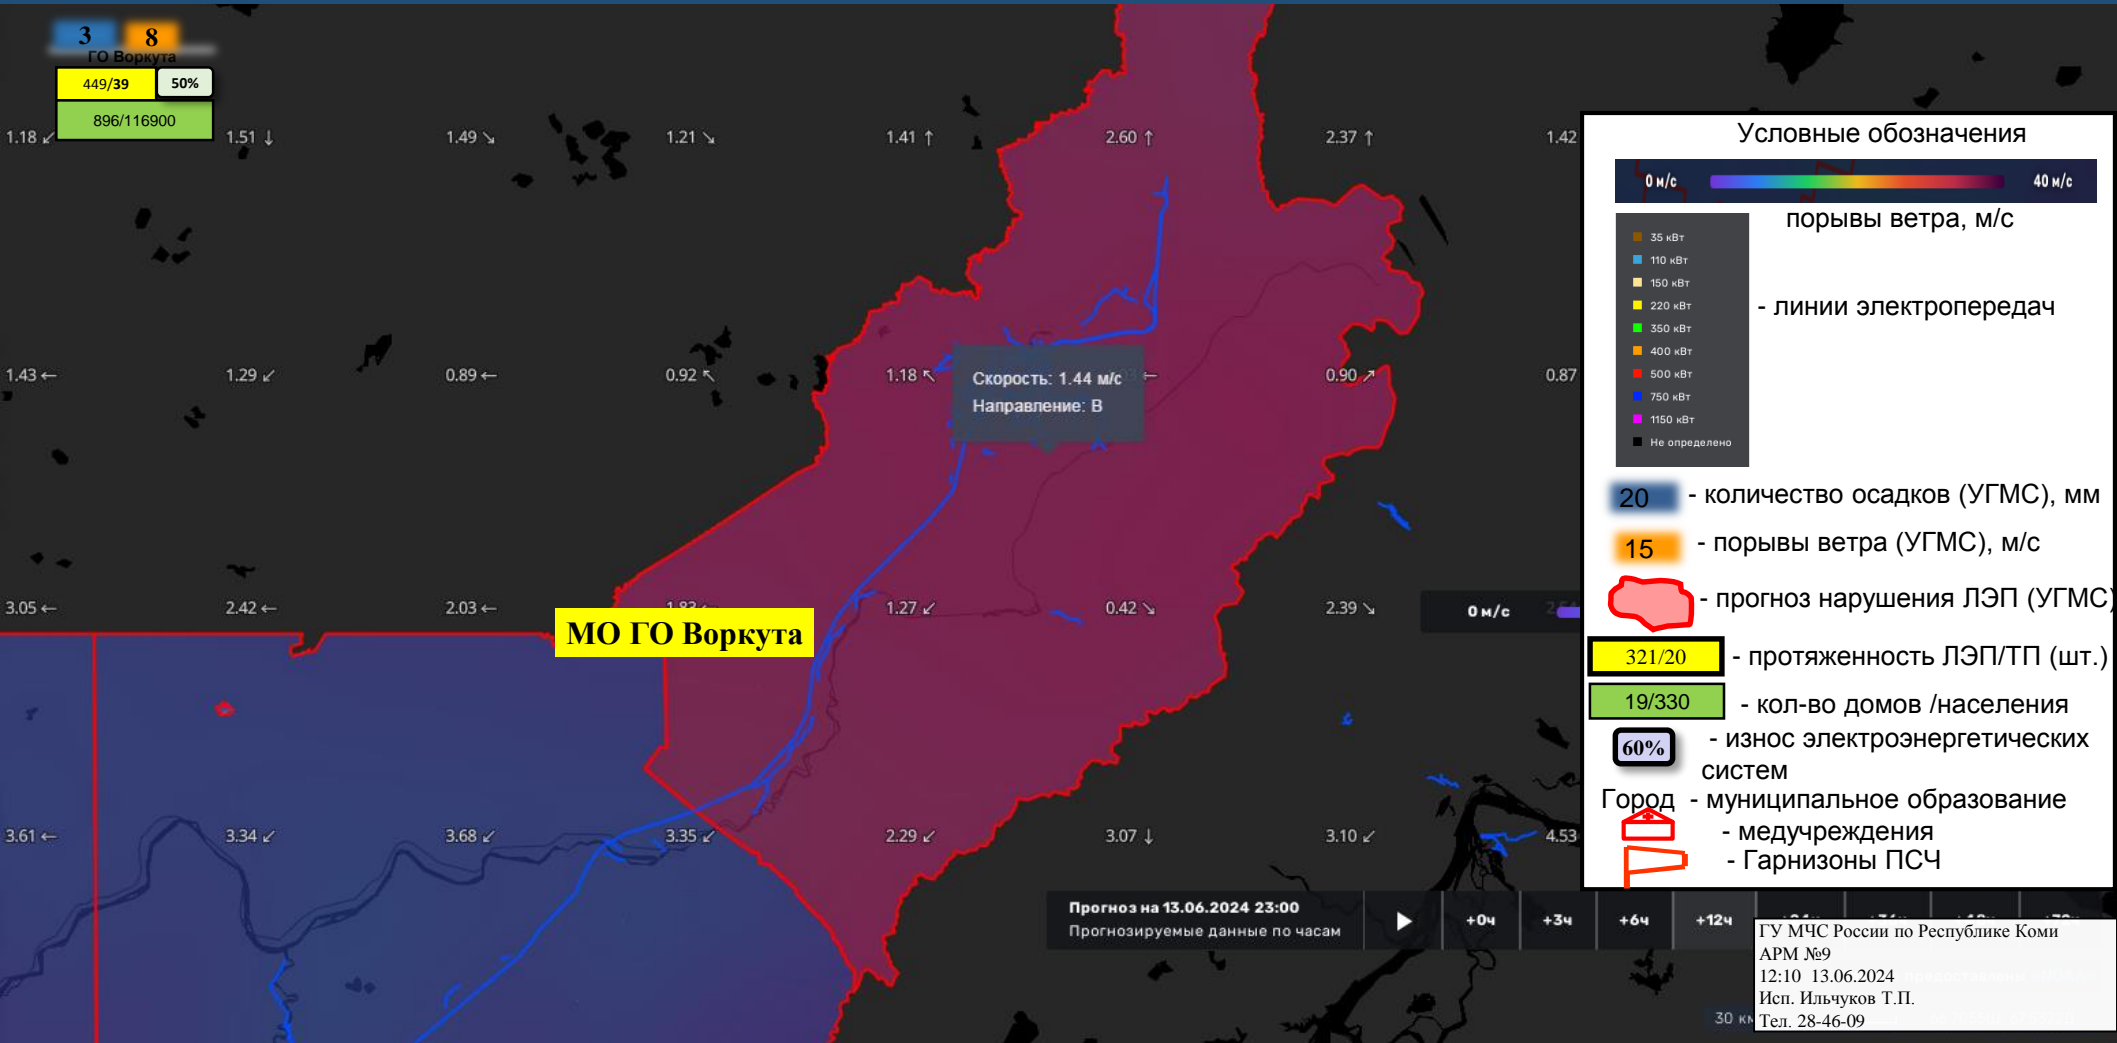 3 8
ГО Воркута
449/39 50%
896/116900
1.18 ↙ 1.51 ↓ 1.49 ↘ 1.21 ↘ 1.41 ↑ 2.60 ↑ 2.37 ↑ 1.42
1.43 ← 1.29 ↙ 0.89 ← 0.92 ↖ 1.18 ↖ ← 0.90 ↗ 0.87
Скорость: 1.44 м/с
Направление: В
3.05 ← 2.42 ← 2.03 ← 1.27 ↙ 0.42 ↘ 2.39 ↘
0 м/с
МО ГО Воркута
3.61 ← 3.34 ↙ 3.68 ↙ 3.35 ↙ 2.29 ↙ 3.07 ↓ 3.10 ↙ 4.53
Условные обозначения
0 м/с 40 м/с
порывы ветра, м/с
35 кВт
110 кВт
150 кВт
220 кВт
350 кВт
400 кВт
500 кВт
750 кВт
1150 кВт
Не определено
- линии электропередач
20 - количество осадков (УГМС), мм
15 - порывы ветра (УГМС), м/с
- прогноз нарушения ЛЭП (УГМС)
321/20 - протяженность ЛЭП/ТП (шт.)
19/330 - кол-во домов /населения
60% - износ электроэнергетических
систем
Город - муниципальное образование
- медучреждения
- Гарнизоны ПСЧ
Прогноз на 13.06.2024 23:00
Прогнозируемые данные по часам
+0ч +3ч +6ч +12ч
ГУ МЧС России по Республике Коми
АРМ №9
12:10 13.06.2024
Исп. Ильчуков Т.П.
Тел. 28-46-09
30 км